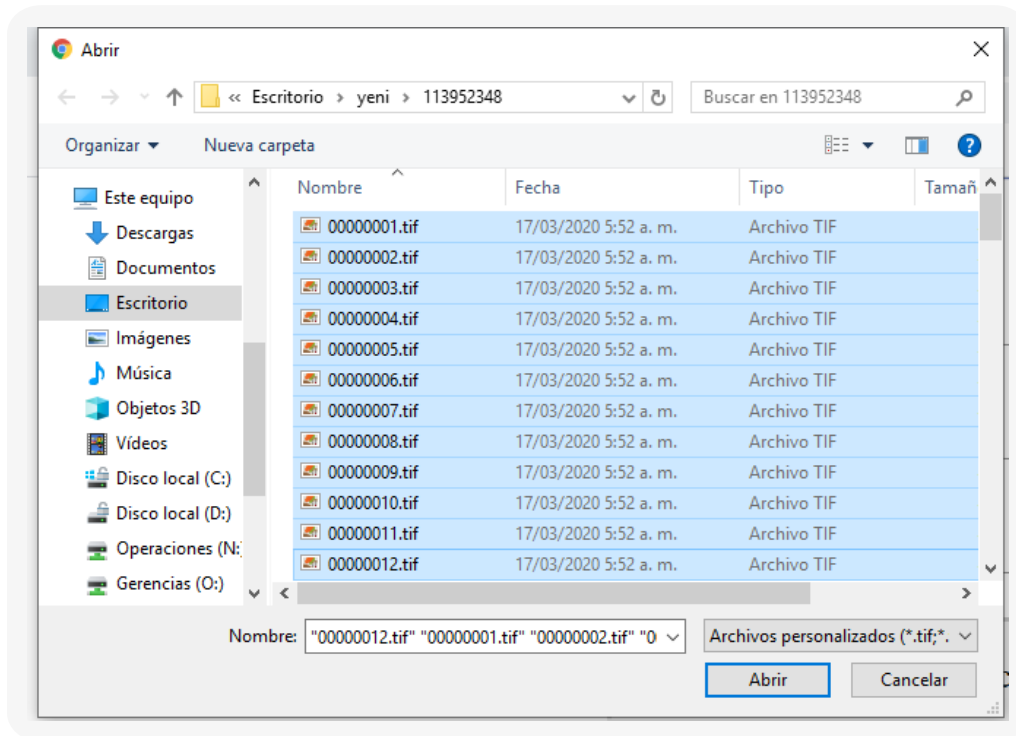 Abrir
« Escritorio › yeni › 113952348
Buscar en 113952348
Organizar
Nueva carpeta
Nombre Fecha Tipo Tamañ
Este equipo
Descargas
Documentos
Escritorio
Imágenes
Música
Objetos 3D
Vídeos
Disco local (C:)
Disco local (D:)
Operaciones (N:
Gerencias (O:)
00000001.tif 17/03/2020 5:52 a. m. Archivo TIF
00000002.tif 17/03/2020 5:52 a. m. Archivo TIF
00000003.tif 17/03/2020 5:52 a. m. Archivo TIF
00000004.tif 17/03/2020 5:52 a. m. Archivo TIF
00000005.tif 17/03/2020 5:52 a. m. Archivo TIF
00000006.tif 17/03/2020 5:52 a. m. Archivo TIF
00000007.tif 17/03/2020 5:52 a. m. Archivo TIF
00000008.tif 17/03/2020 5:52 a. m. Archivo TIF
00000009.tif 17/03/2020 5:52 a. m. Archivo TIF
00000010.tif 17/03/2020 5:52 a. m. Archivo TIF
00000011.tif 17/03/2020 5:52 a. m. Archivo TIF
00000012.tif 17/03/2020 5:52 a. m. Archivo TIF
Nombre: "00000012.tif" "00000001.tif" "00000002.tif" "0
Archivos personalizados (*.tif;*.
Abrir
Cancelar